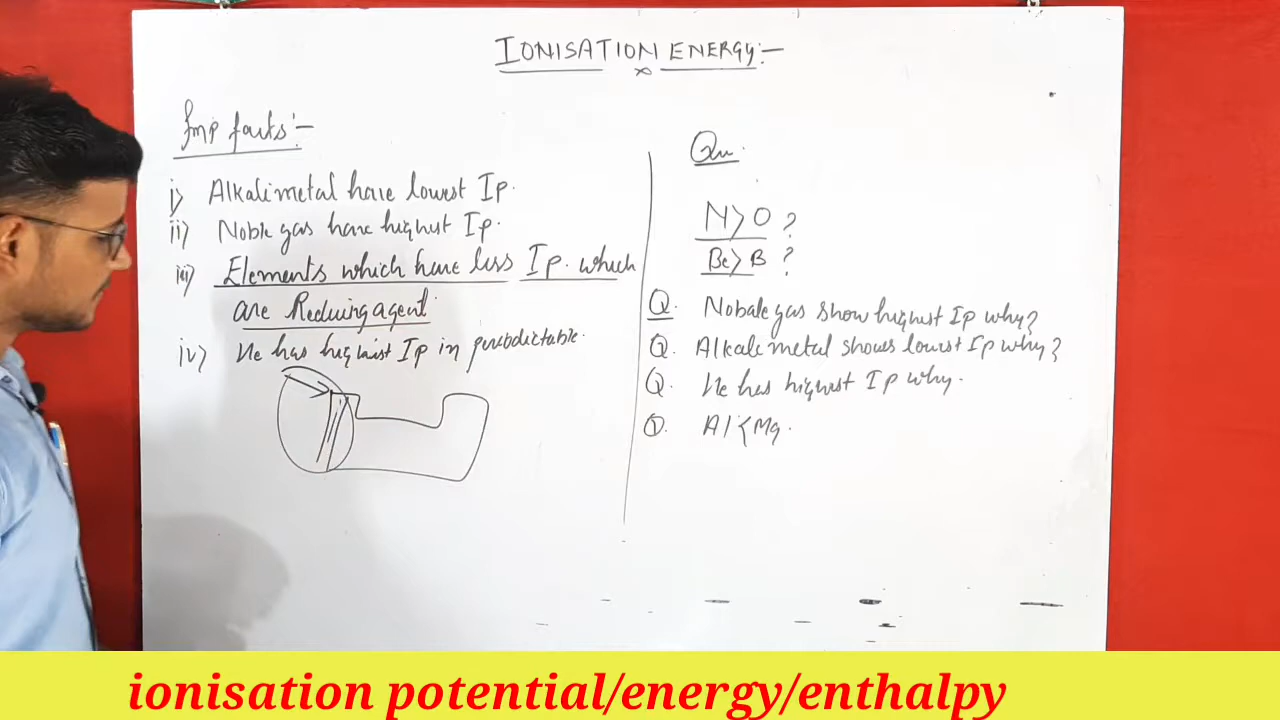 IONISATION ENERGY:-
Imp facts:-
i) Alkali metal have lowest Ip.
ii) Noble gas have highest Ip.
iii) Elements which have less Ip. which
are Reducing agent.
iv) He has highest Ip in periodictable.
Qu.
N > O ?
Be > B ?
Q. Nobale gas show highest Ip why?
Q. Alkali metal shows lowest Ip why?
Q. He has highest Ip why.
Q. Al < Mg.
ionisation potential/energy/enthalpy